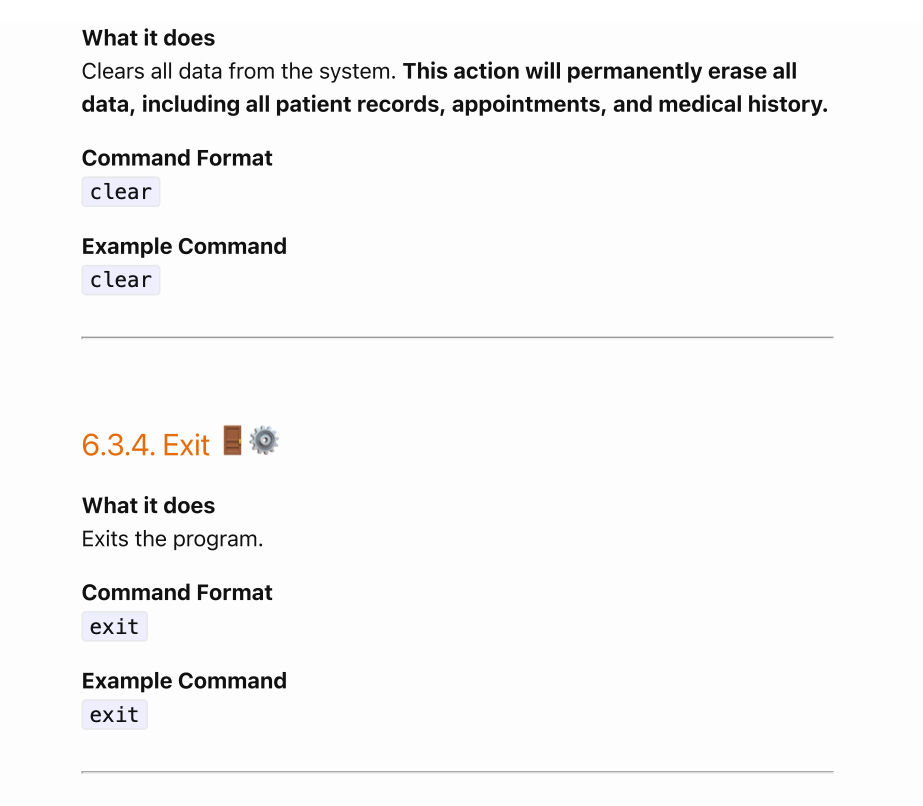 What it does
Clears all data from the system. This action will permanently erase all
data, including all patient records, appointments, and medical history.
Command Format
clear
Example Command
clear
6.3.4. Exit 🚪⚙️
What it does
Exits the program.
Command Format
exit
Example Command
exit